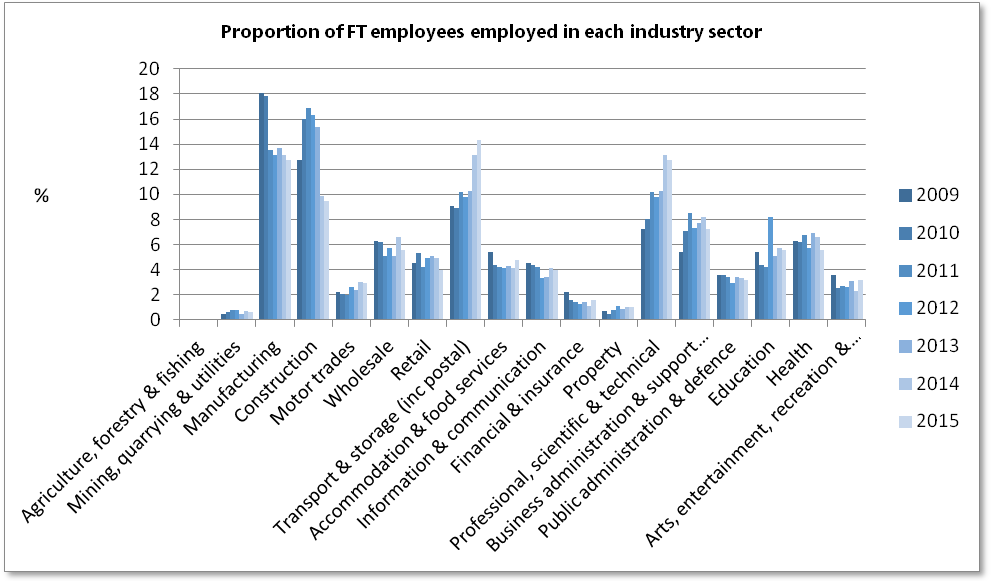 Proportion of FT employees employed in each industry sector
20
18
16
14
12
10
8
6
4
2
0
%
Agriculture, forestry & fishing
Mining, quarrying & utilities
Manufacturing
Construction
Motor trades
Wholesale
Retail
Transport & storage (inc postal)
Accommodation & food services
Information & communication
Financial & insurance
Property
Professional, scientific & technical
Business administration & support...
Public administration & defence
Education
Health
Arts, entertainment, recreation &...
2009
2010
2011
2012
2013
2014
2015